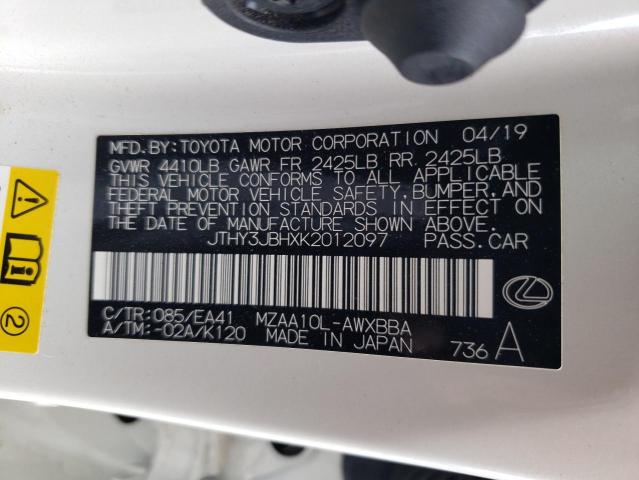 MFD. BY: TOYOTA MOTOR CORPORATION 04/19
GVWR 4410LB GAWR FR 2425LB RR 2425LB
THIS VEHICLE CONFORMS TO ALL APPLICABLE
FEDERAL MOTOR VEHICLE SAFETY, BUMPER, AND
THEFT PREVENTION STANDARDS IN EFFECT ON
THE DATE OF MANUFACTURE SHOWN ABOVE.
JTHY3JBHXK2012097 PASS. CAR
C/TR: 085/EA41 MZAA10L-AWXBBA
A/TM: -02A/K120 MADE IN JAPAN
736 A
2